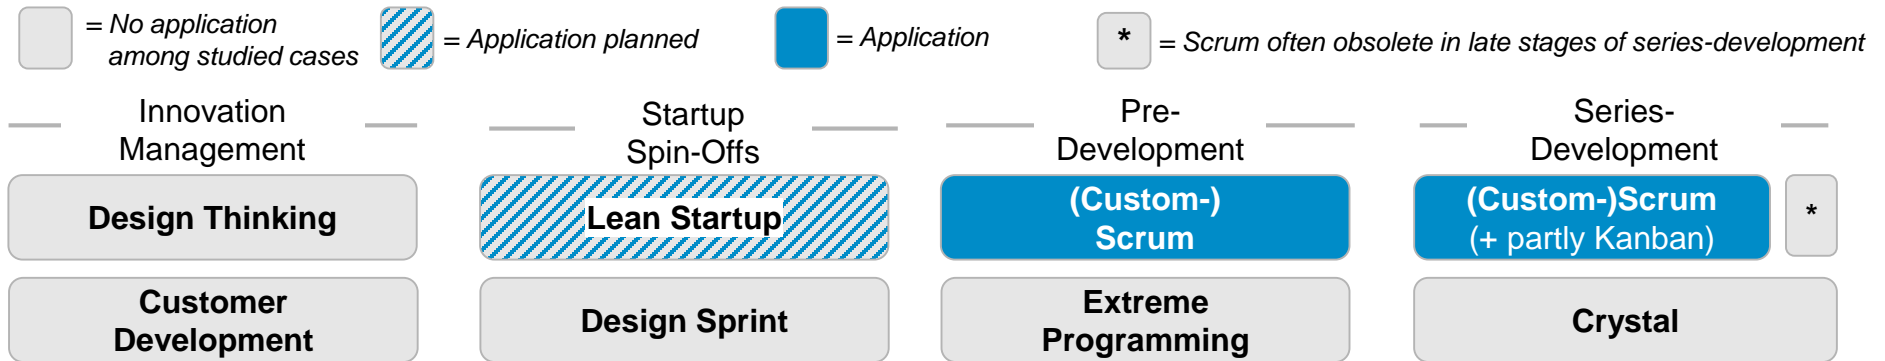 = No application
among studied cases
= Application planned
= Application
*
= Scrum often obsolete in late stages of series-development
Innovation
Management
Startup
Spin-Offs
Pre-
Development
Series-
Development
Design Thinking
Lean Startup
(Custom-)
Scrum
(Custom-)Scrum
(+ partly Kanban)
*
Customer
Development
Design Sprint
Extreme
Programming
Crystal